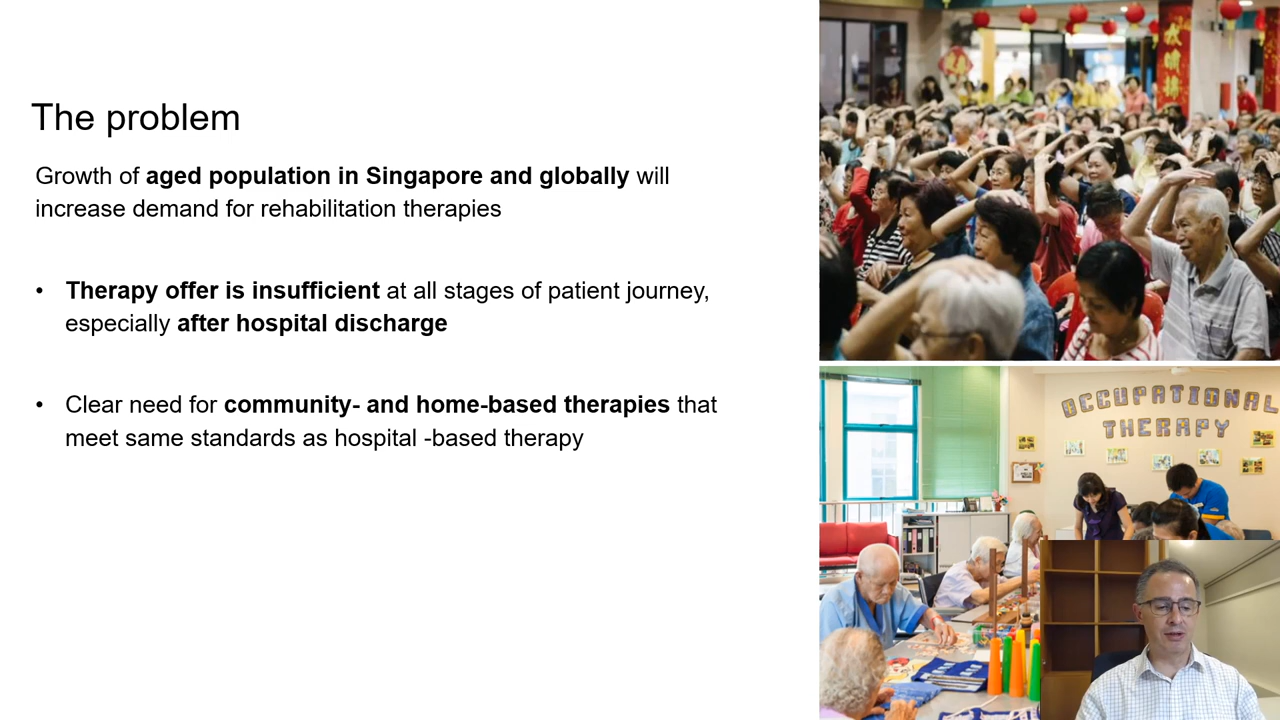 The problem
Growth of aged population in Singapore and globally will
increase demand for rehabilitation therapies
• Therapy offer is insufficient at all stages of patient journey,
especially after hospital discharge
• Clear need for community- and home-based therapies that
meet same standards as hospital -based therapy
OCCUPATIONAL
THERAPY